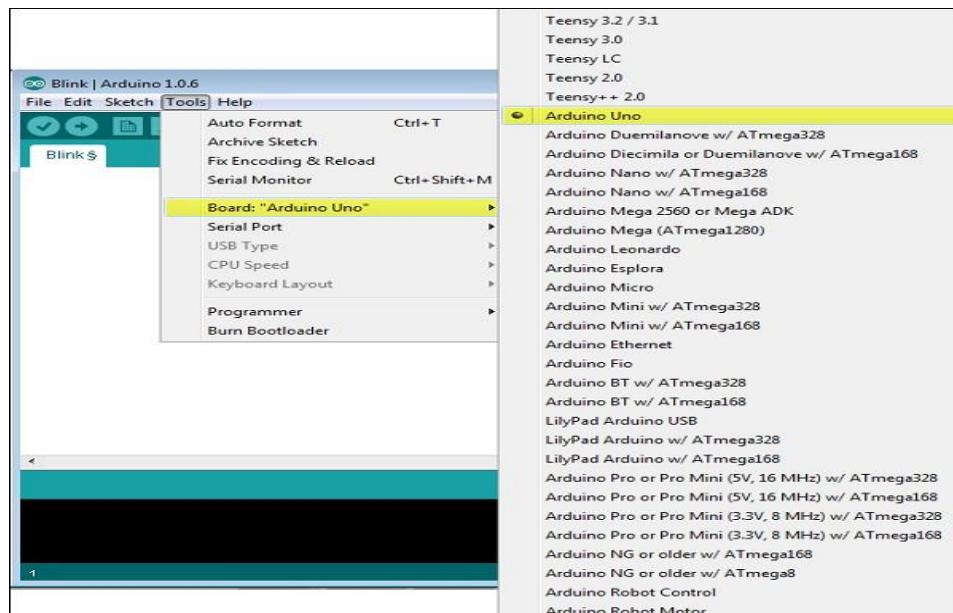 Blink | Arduino 1.0.6
File Edit Sketch Tools Help
Blink §
Auto Format Ctrl+T
Archive Sketch
Fix Encoding & Reload
Serial Monitor Ctrl+Shift+M
Board: "Arduino Uno"
Serial Port
USB Type
CPU Speed
Keyboard Layout
Programmer
Burn Bootloader
1
Teensy 3.2 / 3.1
Teensy 3.0
Teensy LC
Teensy 2.0
Teensy++ 2.0
Arduino Uno
Arduino Duemilanove w/ ATmega328
Arduino Diecimila or Duemilanove w/ ATmega168
Arduino Nano w/ ATmega328
Arduino Nano w/ ATmega168
Arduino Mega 2560 or Mega ADK
Arduino Mega (ATmega1280)
Arduino Leonardo
Arduino Esplora
Arduino Micro
Arduino Mini w/ ATmega328
Arduino Mini w/ ATmega168
Arduino Ethernet
Arduino Fio
Arduino BT w/ ATmega328
Arduino BT w/ ATmega168
LilyPad Arduino USB
LilyPad Arduino w/ ATmega328
LilyPad Arduino w/ ATmega168
Arduino Pro or Pro Mini (5V, 16 MHz) w/ ATmega328
Arduino Pro or Pro Mini (5V, 16 MHz) w/ ATmega168
Arduino Pro or Pro Mini (3.3V, 8 MHz) w/ ATmega328
Arduino Pro or Pro Mini (3.3V, 8 MHz) w/ ATmega168
Arduino NG or older w/ ATmega168
Arduino NG or older w/ ATmega8
Arduino Robot Control
Arduino Robot Motor